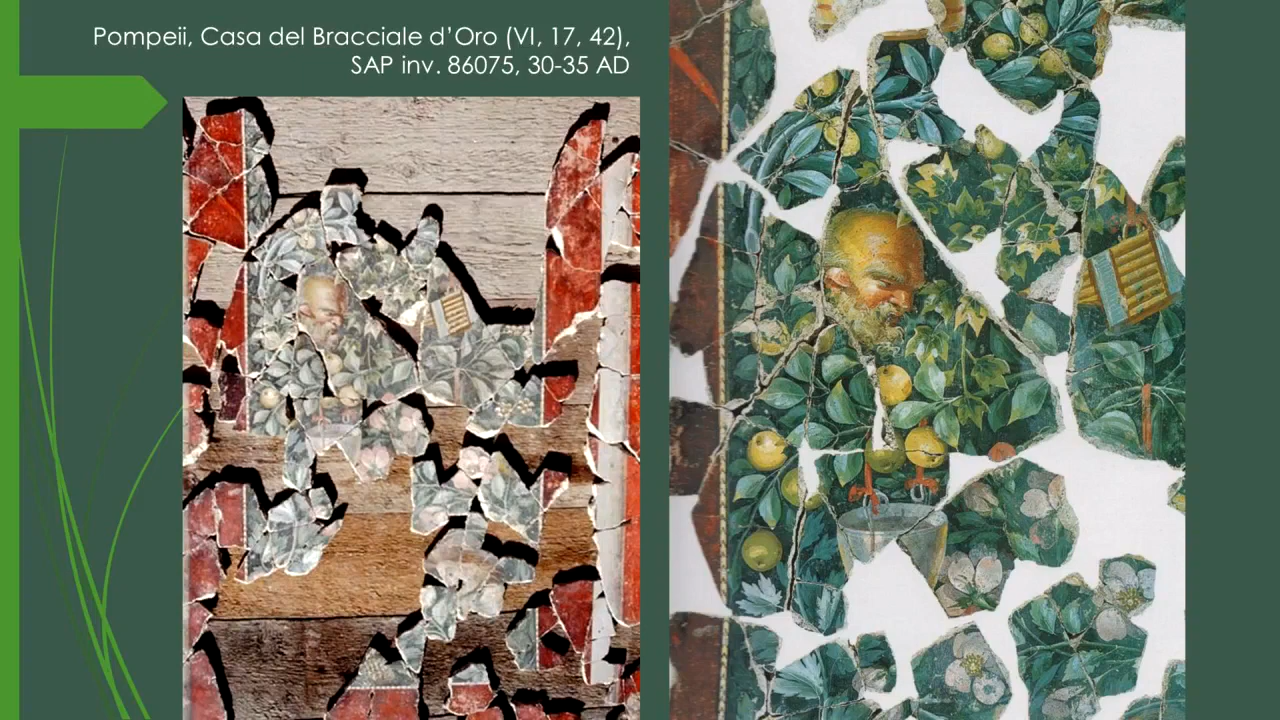 Pompeii, Casa del Bracciale d’Oro (VI, 17, 42),
SAP inv. 86075, 30-35 AD